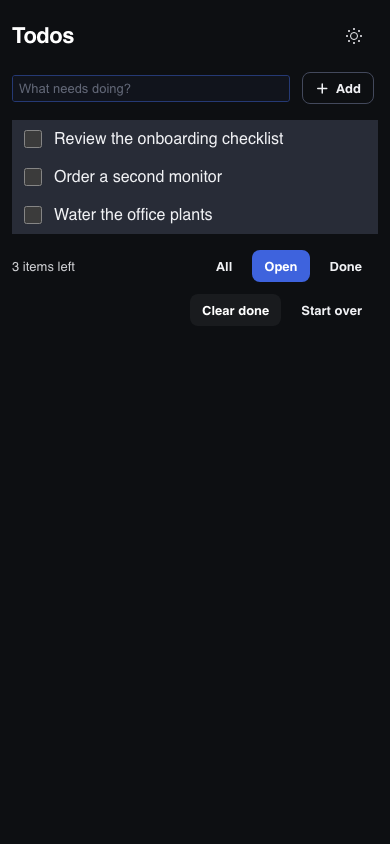 Todos
What needs doing?
Add
Review the onboarding checklist
Order a second monitor
Water the office plants
3 items left All Open Done
Clear done Start over